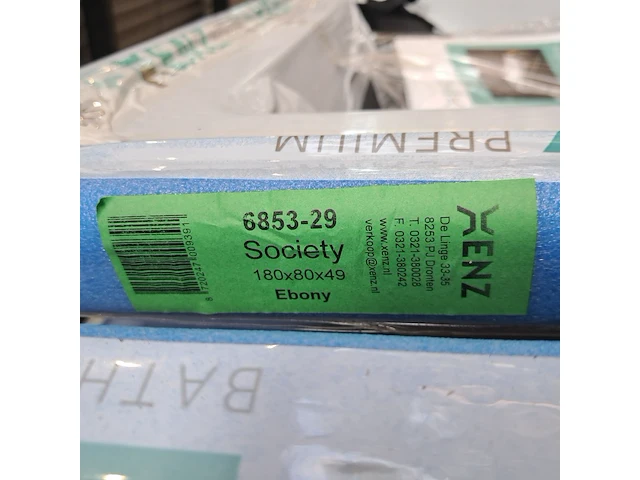 PREMIUM
6853-29
Society
180x80x49
Ebony
XENZ
De Linge 33-35
8253 PJ Dronten
T. 0321-380028
F. 0321-380242
www.xenz.nl
verkoop@xenz.nl
BATH